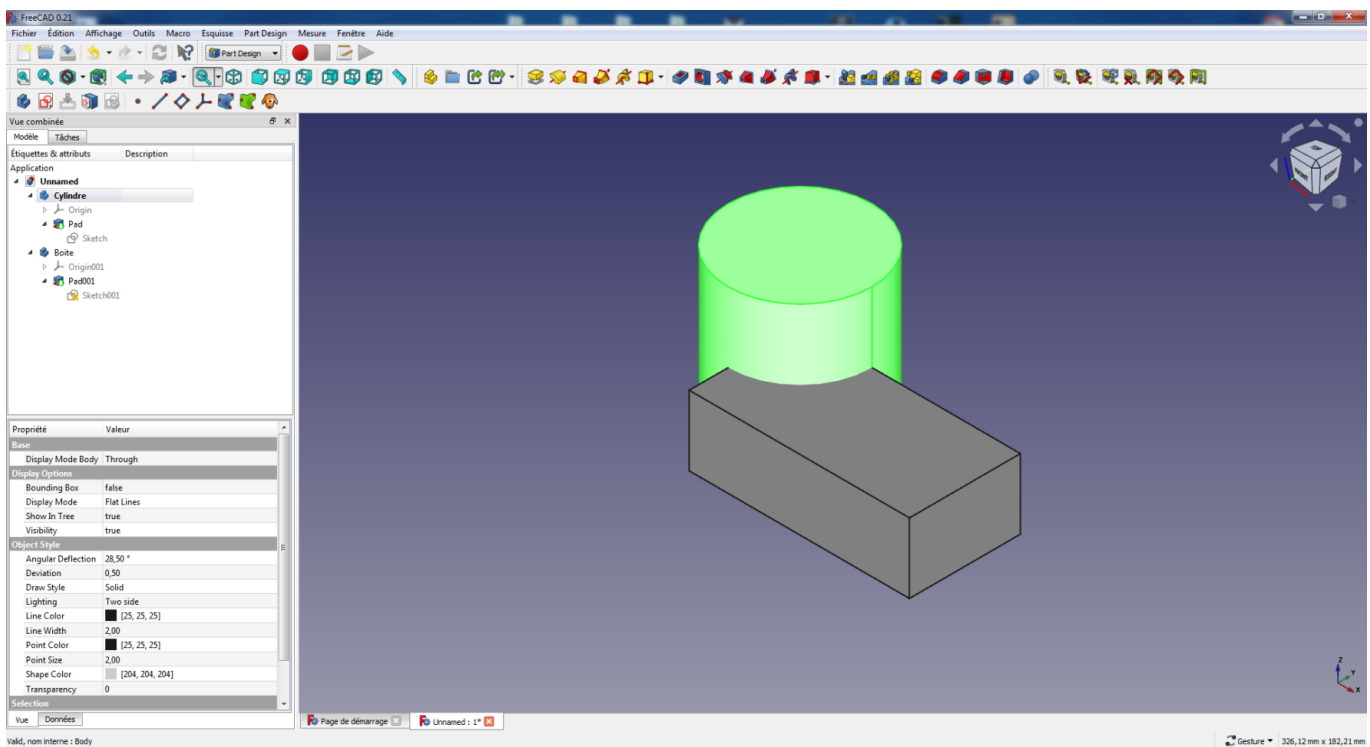 FreeCAD 0.21
Fichier Édition Affichage Outils Macro Esquisse Part Design Mesure Fenêtre Aide
Part Design
Vue combinée
Modèle Tâches
Étiquettes & attributs Description
Application
Unnamed
Cylindre
Origin
Pad
Sketch
Boite
Origin001
Pad001
Sketch001
Propriété Valeur
Base
Display Mode Body Through
Display Options
Bounding Box false
Display Mode Flat Lines
Show In Tree true
Visibility true
Object Style
Angular Deflection 28,50 °
Deviation 0,50
Draw Style Solid
Lighting Two side
Line Color [25, 25, 25]
Line Width 2,00
Point Color [25, 25, 25]
Point Size 2,00
Shape Color [204, 204, 204]
Transparency 0
Selection
Vue Données
Page de démarrage Unnamed : 1*
Z
Y
X
Valid, nom interne : Body
Gesture 326,12 mm x 182,21 mm